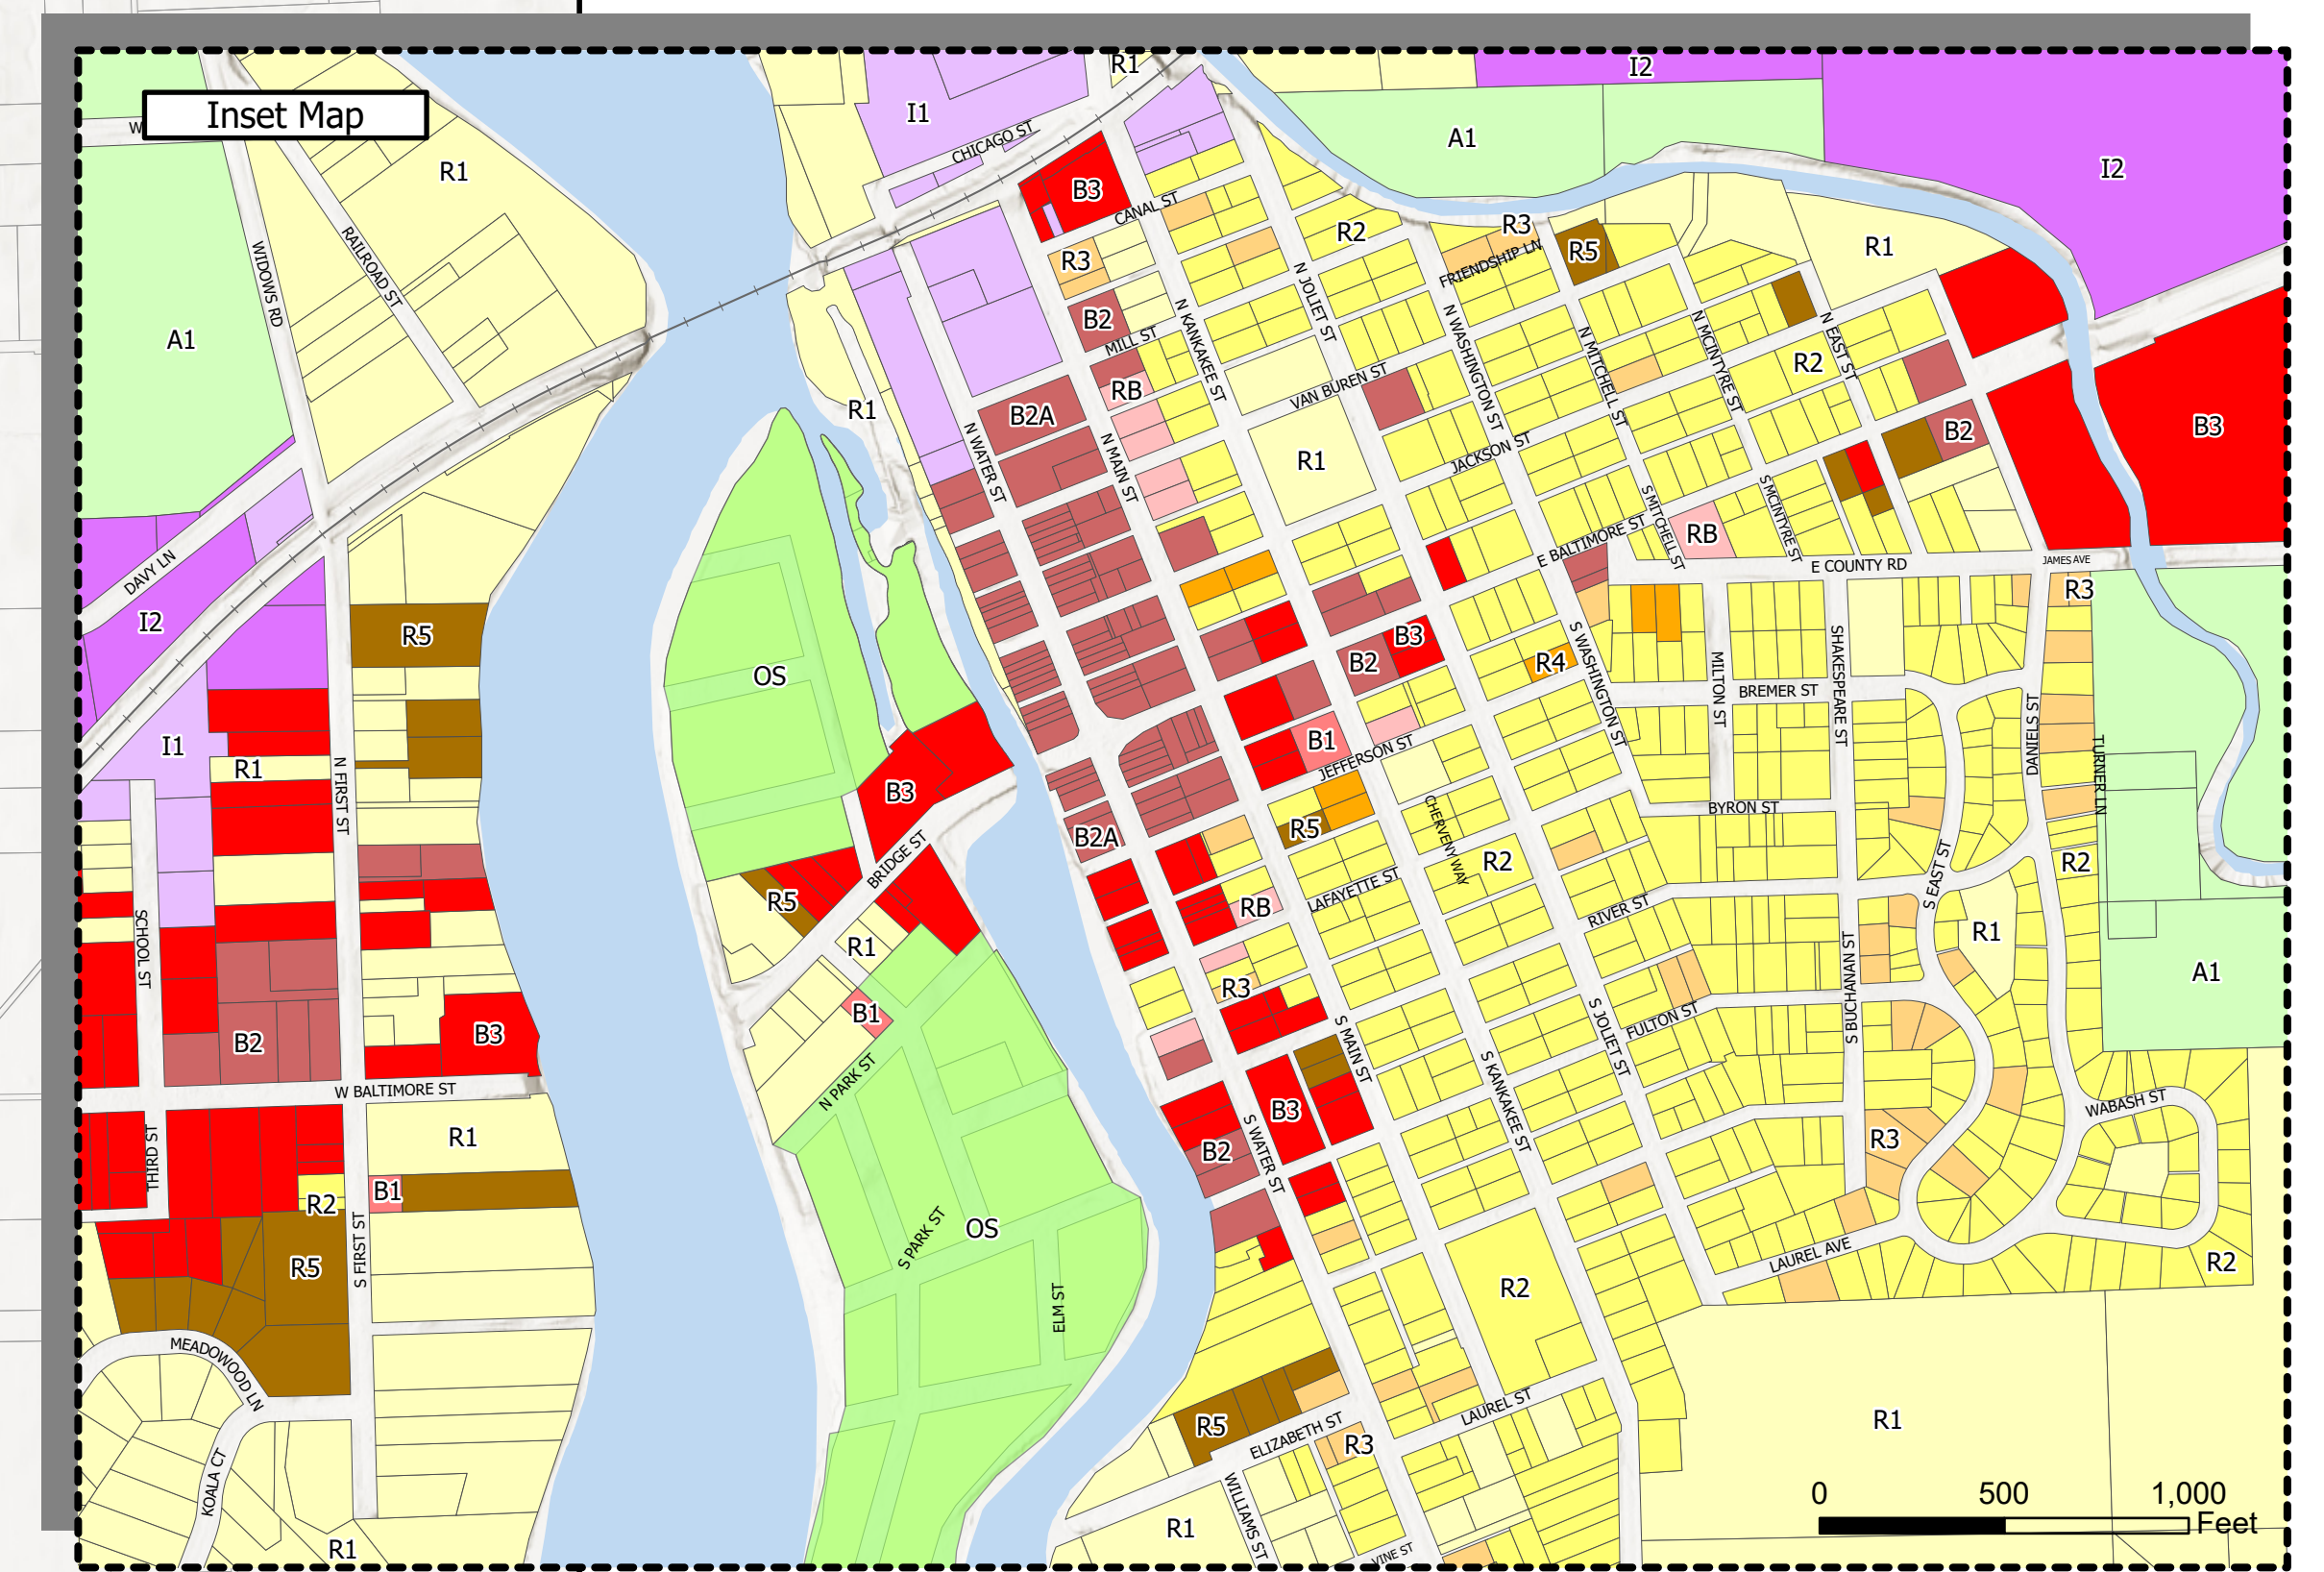 R1
I2
Inset Map
W
I1
CHICAGO ST
A1
R1
I2
B3
CANAL ST
R2
R3
R5
R1
FRIENDSHIP LN
R3
WIDOWS RD
RAILROAD ST
N JOLIET ST
B2
MILL ST
N KANKAKEE ST
N WASHINGTON ST
N MITCHELL ST
N MCINTYRE ST
N EAST ST
A1
R2
RB
VAN BUREN ST
R1
B2A
B3
B2
N WATER ST
N MAIN ST
R1
JACKSON ST
S MITCHELL ST
S MCINTYRE ST
RB
E BALTIMORE ST
DAVY LN
E COUNTY RD
JAMES AVE
R3
I2
R5
B3
B2
R4
S WASHINGTON ST
MILTON ST
SHAKESPEARE ST
OS
BREMER ST
DANIELS ST
I1
B1
JEFFERSON ST
R1
N FIRST ST
TURNER LN
B3
BYRON ST
B2A
R5
CHERVENY WAY
BRIDGE ST
R2
R2
S EAST ST
R5
RB
LAFAYETTE ST
RIVER ST
SCHOOL ST
R1
R1
S BUCHANAN ST
A1
R3
B1
B2
B3
S MAIN ST
S JOLIET ST
FULTON ST
N PARK ST
W BALTIMORE ST
S KANKAKEE ST
B3
WABASH ST
R1
THIRD ST
B2
S WATER ST
R3
B1
R2
S FIRST ST
S PARK ST
OS
R5
ELM ST
LAUREL AVE
R2
R2
MEADOWOOD LN
R5
LAUREL ST
R1
ELIZABETH ST
R3
KOALA CT
WILLIAMS ST
0 500 1,000
Feet
R1
R1
VINE ST